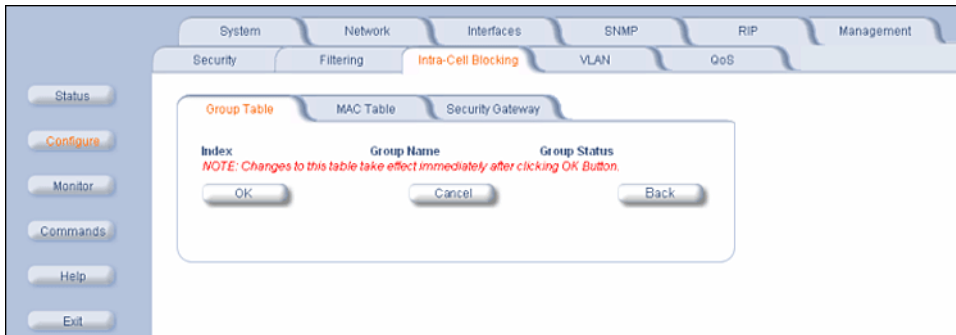 System Network Interfaces SNMP RIP Management
Security Filtering Intra-Cell Blocking VLAN QoS
Status
Configure
Monitor
Commands
Help
Exit
Group Table MAC Table Security Gateway
Index Group Name Group Status
NOTE: Changes to this table take effect immediately after clicking OK Button.
OK Cancel Back